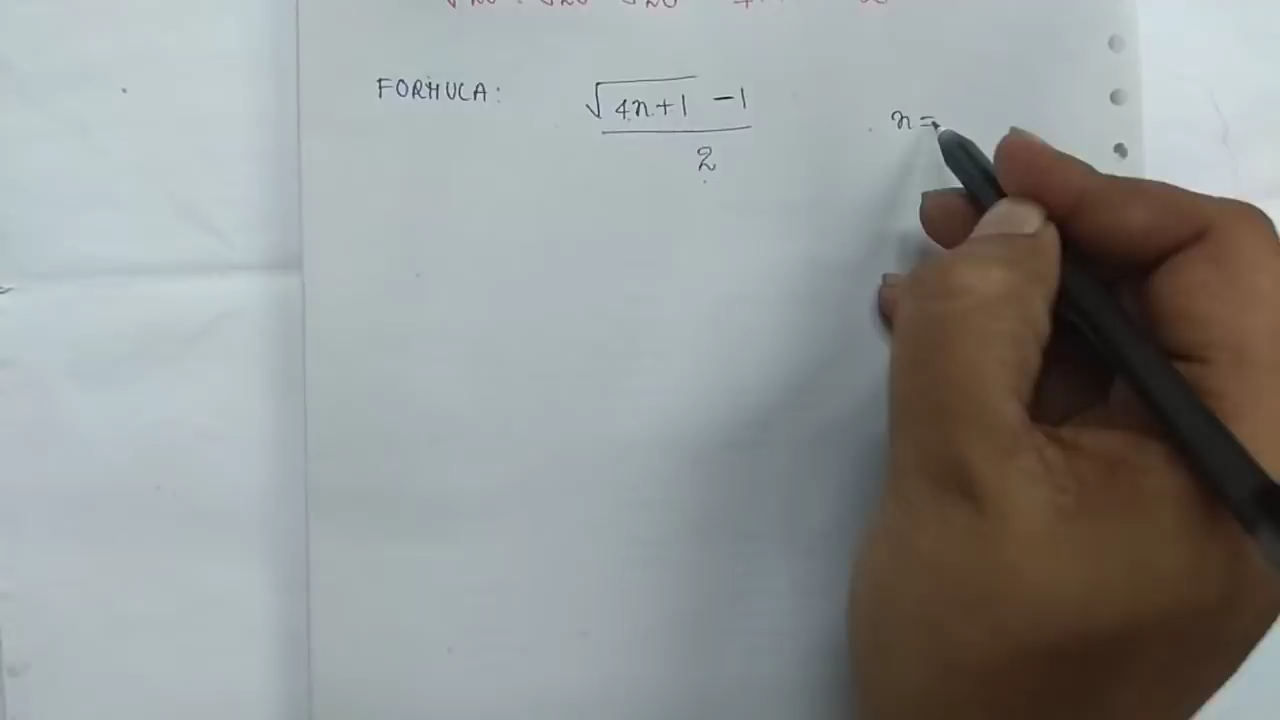 FORMULA: √(4n+1) -1
2
n =